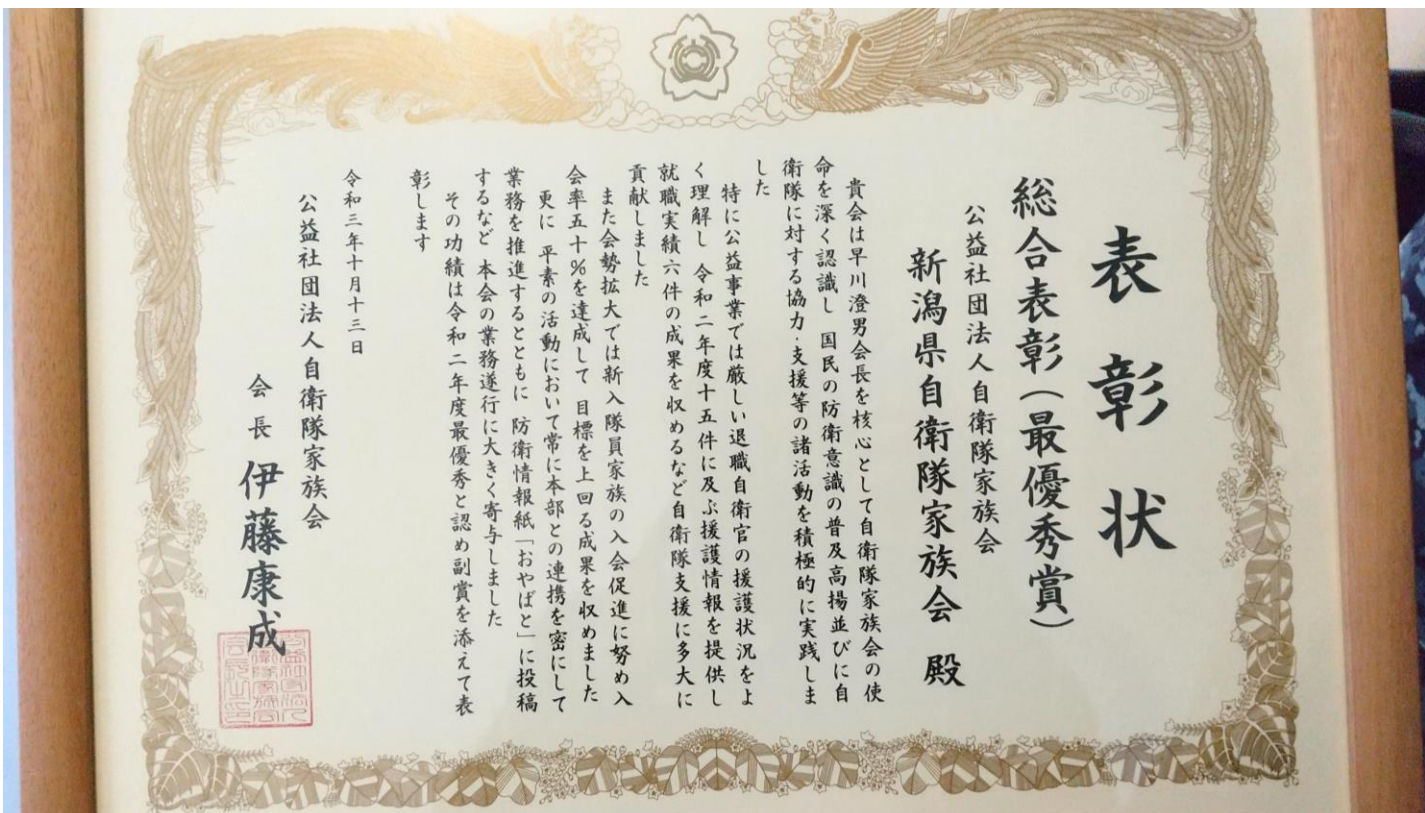 表彰状
総合表彰（最優秀賞）
公益社団法人自衛隊家族会
新潟県自衛隊家族会 殿
貴会は早川澄男会長を核心として自衛隊家族会の使
命を深く認識し 国民の防衛意識の普及高揚並びに自
衛隊に対する協力・支援等の諸活動を積極的に実践しま
した
特に公益事業では厳しい退職自衛官の援護状況をよ
く理解し 令和二年度十五件に及ぶ援護情報を提供し
就職実績六件の成果を収めるなど自衛隊支援に多大に
貢献しました
また会勢拡大では新入隊員家族の入会促進に努め入
会率五十％を達成して 目標を上回る成果を収めました
更に 平素の活動において常に本部との連携を密にして
業務を推進するとともに 防衛情報紙「おやばと」に投稿
するなど 本会の業務遂行に大きく寄与しました
その功績は令和二年度最優秀と認め副賞を添えて表
彰します
令和三年十月十三日
公益社団法人自衛隊家族会
会長 伊藤康成